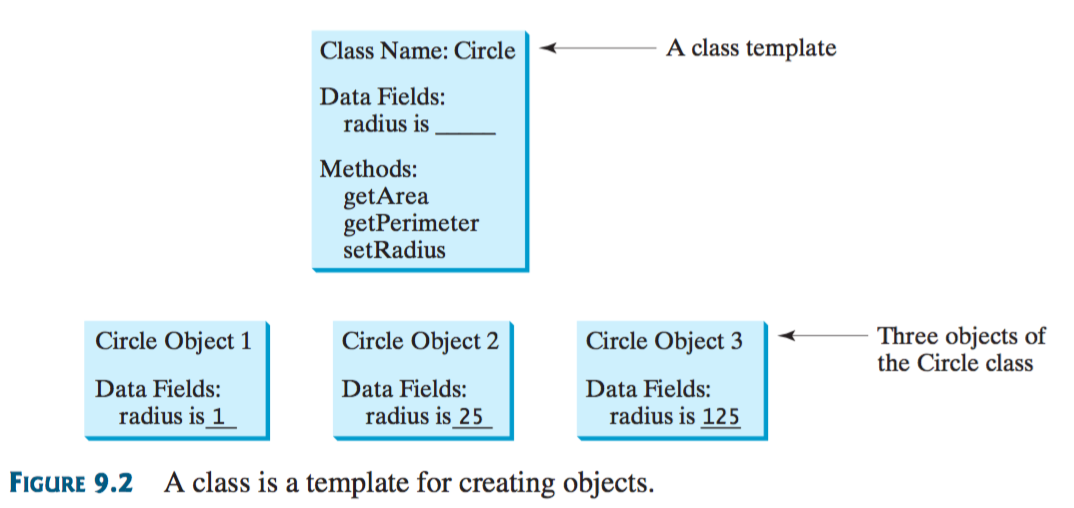 Class Name: Circle
A class template
Data Fields:
radius is _____
Methods:
getArea
getPerimeter
setRadius
Circle Object 1
Data Fields:
radius is 1
Circle Object 2
Data Fields:
radius is 25
Circle Object 3
Data Fields:
radius is 125
Three objects of
the Circle class
FIGURE 9.2 A class is a template for creating objects.